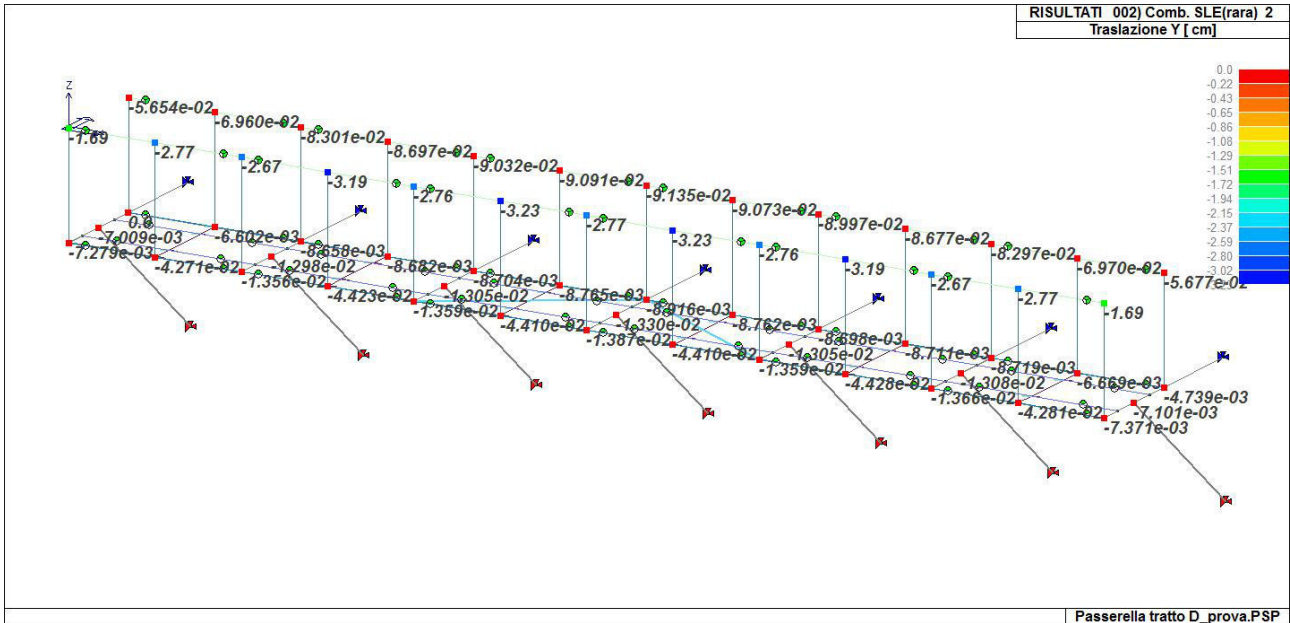 RISULTATI 002) Comb. SLE(rara) 2
Traslazione Y [ cm]
0.0
-0.22
-0.43
-0.65
-0.86
-1.08
-1.29
-1.51
-1.72
-1.94
-2.15
-2.37
-2.59
-2.80
-3.02
Z
-5.654e-02
-6.960e-02
-8.301e-02
-8.697e-02
-9.032e-02
-9.091e-02
-9.135e-02
-9.073e-02
-8.997e-02
-8.677e-02
-8.297e-02
-6.970e-02
-5.677e-02
-1.69
-2.77
-2.67
-3.19
-2.76
-3.23
-2.77
-3.23
-2.76
-3.19
-2.67
-2.77
-1.69
-6.602e-03
-8.658e-03
-8.682e-03
-8.704e-03
-8.765e-03
-8.916e-03
-8.762e-03
-8.698e-03
-8.711e-03
-8.719e-03
-6.669e-03
-4.739e-03
-7.009e-03
-1.298e-02
-1.305e-02
-1.330e-02
-1.305e-02
-1.308e-02
-7.101e-03
-7.279e-03
-4.271e-02
-1.356e-02
-4.423e-02
-1.359e-02
-4.410e-02
-1.387e-02
-4.410e-02
-1.359e-02
-4.428e-02
-1.366e-02
-4.281e-02
-7.371e-03
Passerella tratto D_prova.PSP